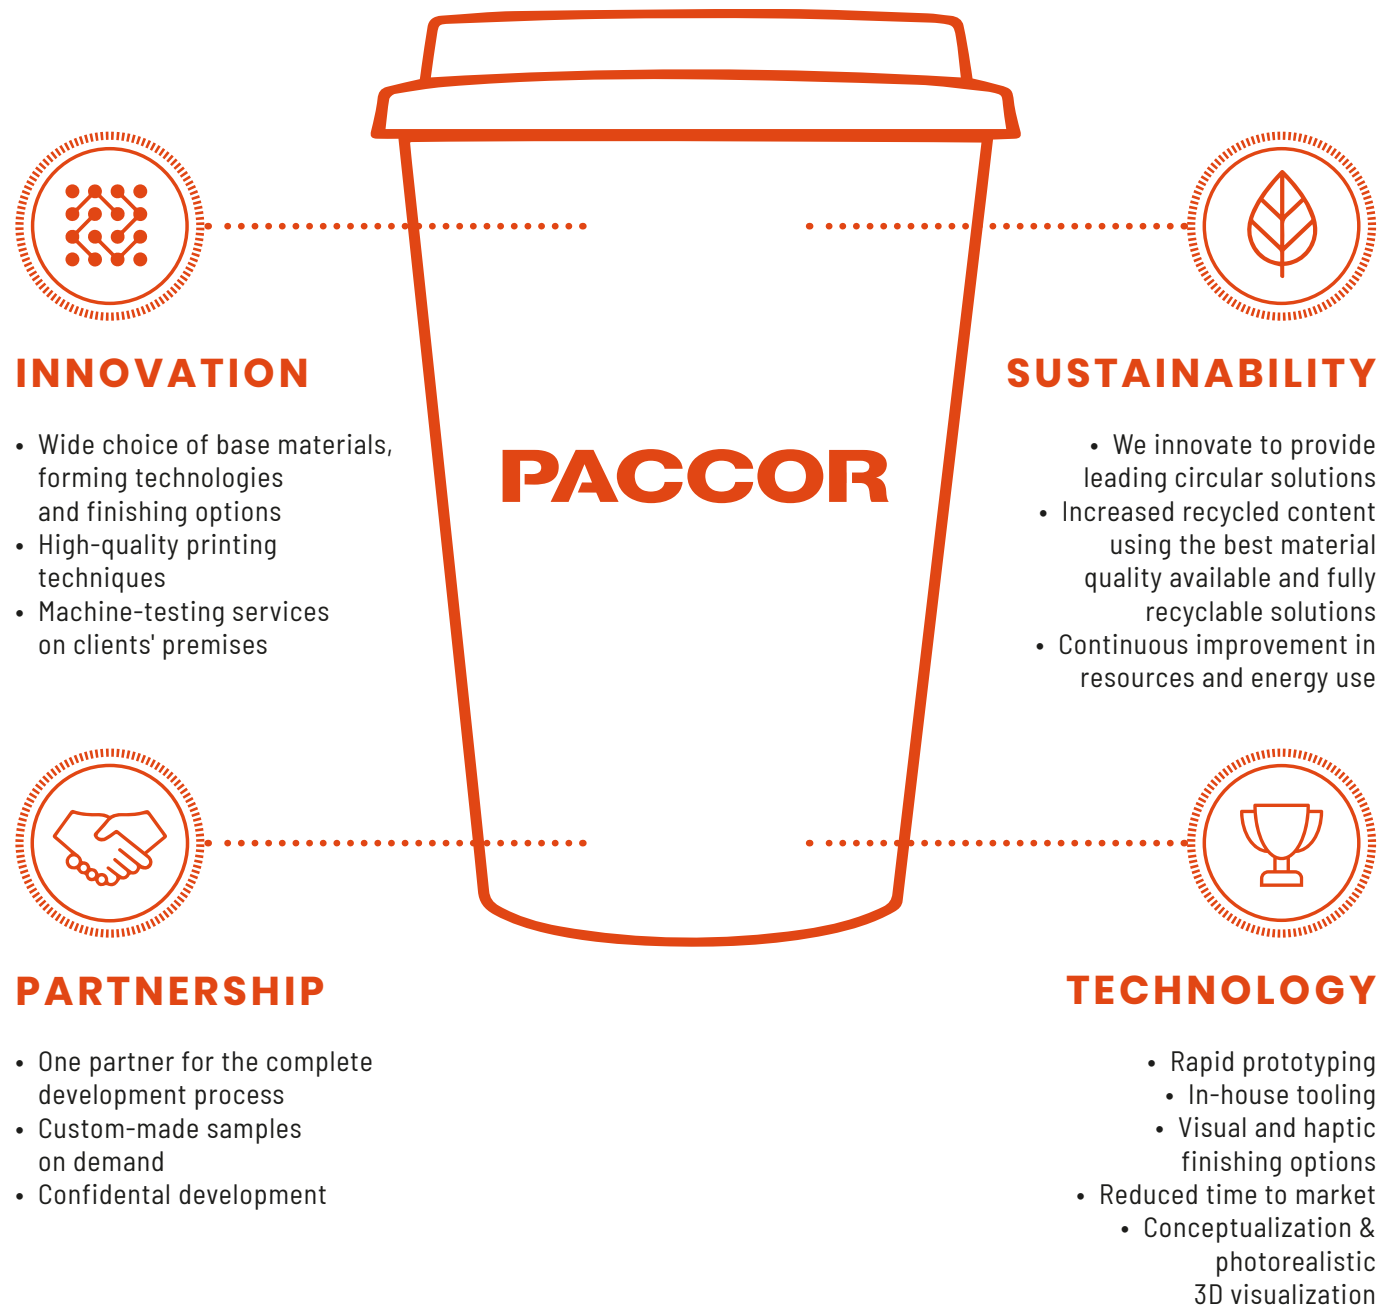 INNOVATION
• Wide choice of base materials,
forming technologies
and finishing options
• High-quality printing
techniques
• Machine-testing services
on clients' premises
PACCOR
SUSTAINABILITY
• We innovate to provide
leading circular solutions
• Increased recycled content
using the best material
quality available and fully
recyclable solutions
• Continuous improvement in
resources and energy use
PARTNERSHIP
• One partner for the complete
development process
• Custom-made samples
on demand
• Confidental development
TECHNOLOGY
• Rapid prototyping
• In-house tooling
• Visual and haptic
finishing options
• Reduced time to market
• Conceptualization &
photorealistic
3D visualization